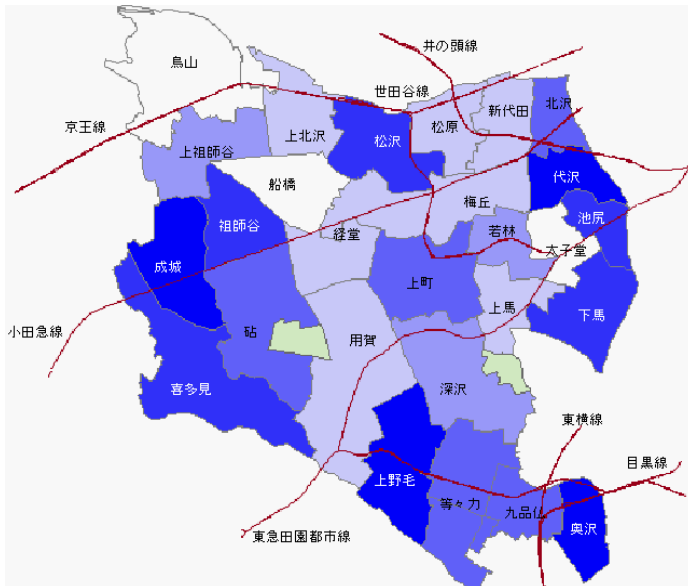 井の頭線
鳥山
世田谷線
北沢
新代田
京王線
上北沢
松沢
松原
上祖師谷
代沢
船橋
梅丘
池尻
祖師谷
若林
経堂
太子堂
成城
上町
上馬
下馬
小田急線
砧
用賀
喜多見
深沢
東横線
目黒線
上野毛
等々力
九品仏
奥沢
東急田園都市線